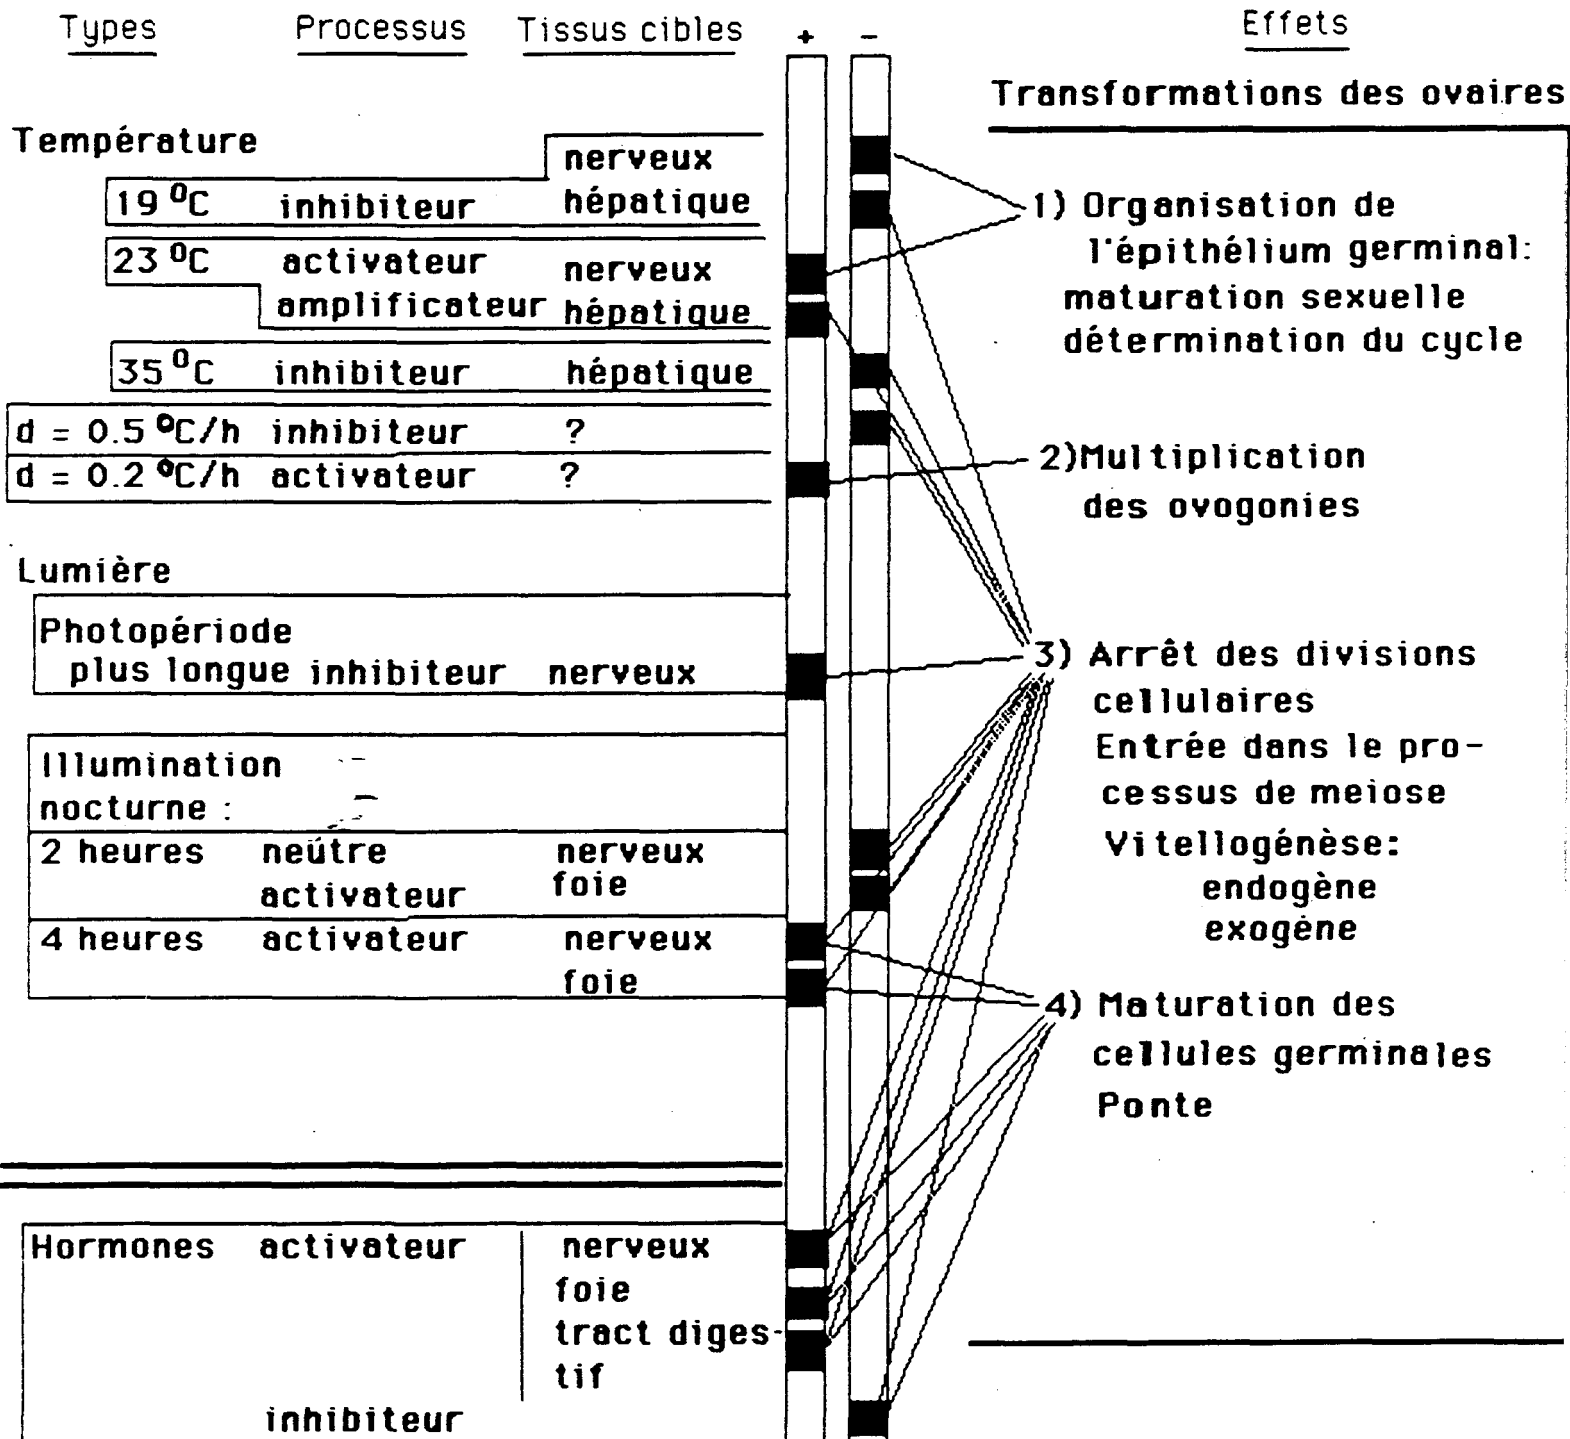 Types Processus Tissus cibles + - Effets
Transformations des ovaires
Température
nerveux
19 °C inhibiteur hépatique
23 °C activateur nerveux
amplificateur hépatique
35 °C inhibiteur hépatique
d = 0.5 °C/h inhibiteur ?
d = 0.2 °C/h activateur ?
1) Organisation de
l'épithélium germinal:
maturation sexuelle
détermination du cycle
2)Multiplication
des ovogonies
Lumière
Photopériode
plus longue inhibiteur nerveux
Illumination
nocturne :
2 heures neútre nerveux
activateur foie
4 heures activateur nerveux
foie
3) Arrêt des divisions
cellulaires
Entrée dans le pro-
cessus de meiose
Vitellogénèse:
endogène
exogène
4) Maturation des
cellules germinales
Ponte
Hormones activateur nerveux
foie
tract diges-
tif
inhibiteur